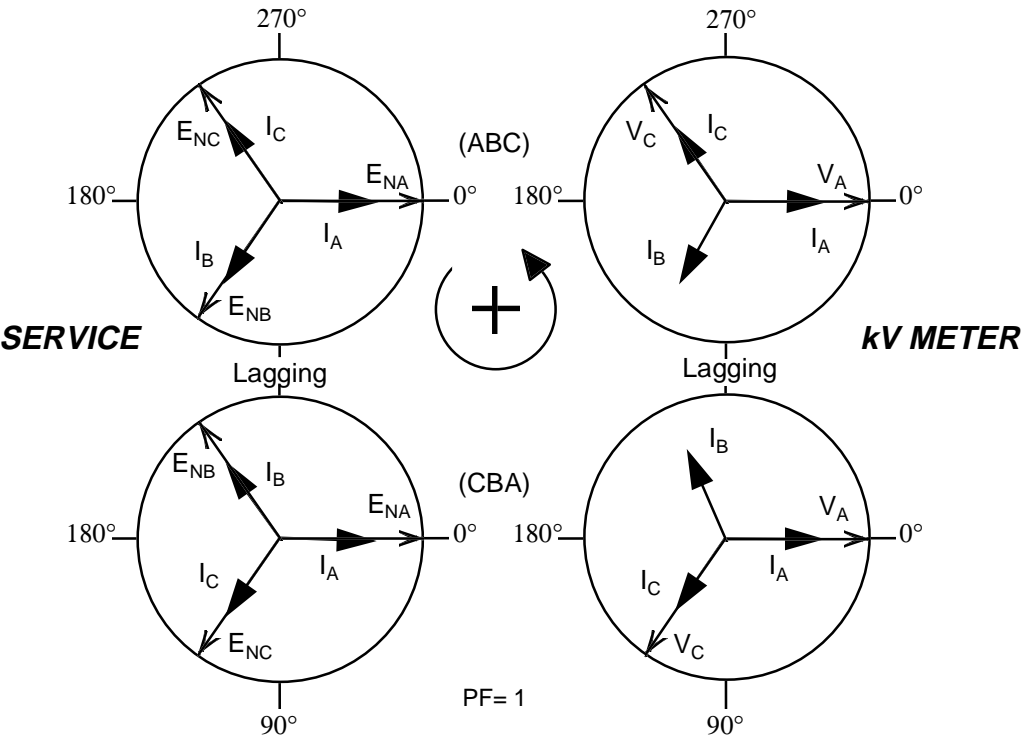 270° 270°
I_C I_C
E_NC V_C
(ABC)
E_NA V_A
180° 0° 180° 0°
I_A I_A
I_B I_B
E_NB
+
SERVICE kV METER
Lagging Lagging
I_B
E_NB I_B
(CBA)
E_NA V_A
180° 0° 180° 0°
I_A I_A
I_C I_C
E_NC V_C
PF= 1
90° 90°